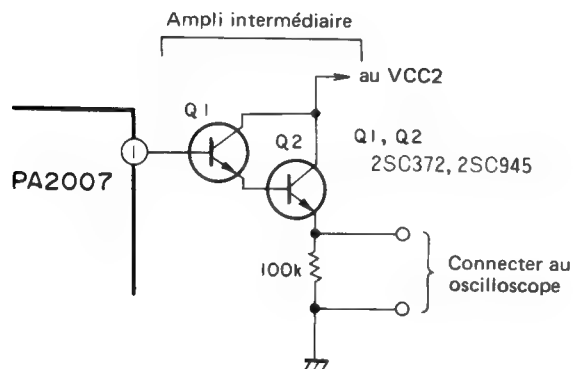 Ampli intermédiaire
au VCC2
Q1
Q2
Q1, Q2
2SC372, 2SC945
1
PA2007
100k
Connecter au
oscilloscope